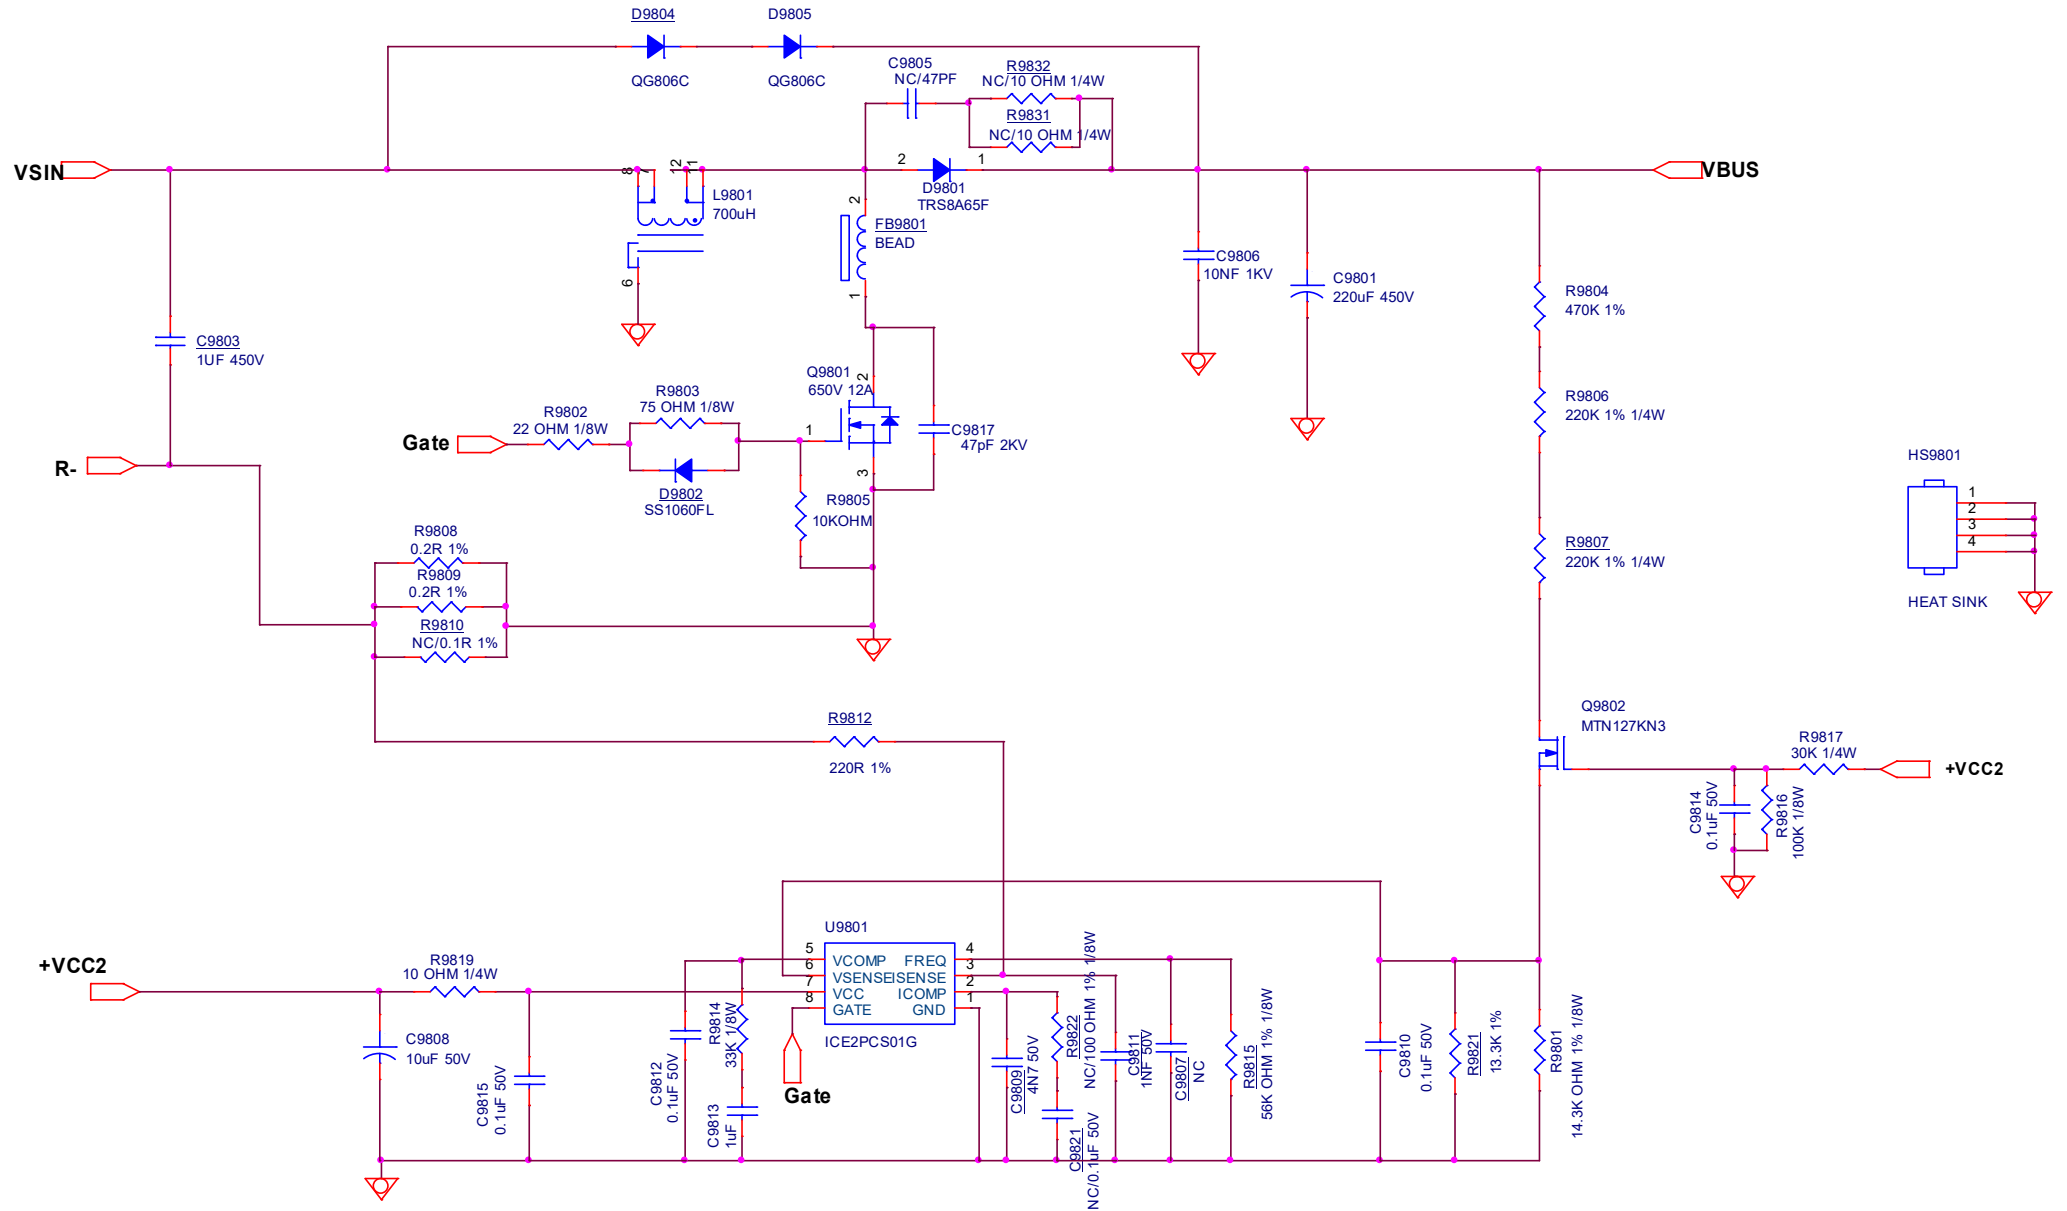 D9804
D9805
QG806C
QG806C
C9805
NC/47PF
R9832
NC/10 OHM 1/4W
R9831
NC/10 OHM 1/4W
VSIN
8
7
12
1
L9801
700uH
6
2
1
D9801
TRS8A65F
VBUS
2
FB9801
BEAD
1
C9806
10NF 1KV
C9801
220uF 450V
R9804
470K 1%
C9803
1UF 450V
Q9801
650V 12A
2
R9806
220K 1% 1/4W
R9803
75 OHM 1/8W
R9802
22 OHM 1/8W
Gate
1
C9817
47pF 2KV
3
R-
D9802
SS1060FL
R9805
10KOHM
HS9801
1
2
3
4
HEAT SINK
R9808
0.2R 1%
R9809
0.2R 1%
R9810
NC/0.1R 1%
R9807
220K 1% 1/4W
R9812
220R 1%
Q9802
MTN127KN3
R9817
30K 1/4W
+VCC2
C9814
0.1uF 50V
R9816
100K 1/8W
+VCC2
R9819
10 OHM 1/4W
C9808
10uF 50V
C9815
0.1uF 50V
C9812
0.1uF 50V
R9814
33K 1/8W
C9813
1uF
U9801
5
6
7
8
VCOMP
VSENSE
VCC
GATE
FREQ
ISENSE
ICOMP
GND
4
3
2
1
ICE2PCS01G
Gate
C9809
4N7 50V
R9822
NC/100 OHM 1% 1/8W
C9821
NC/0.1uF 50V
C9811
1NF 50V
C9807
NC
R9815
56K OHM 1% 1/8W
C9810
0.1uF 50V
R9821
13.3K 1%
R9801
14.3K OHM 1% 1/8W